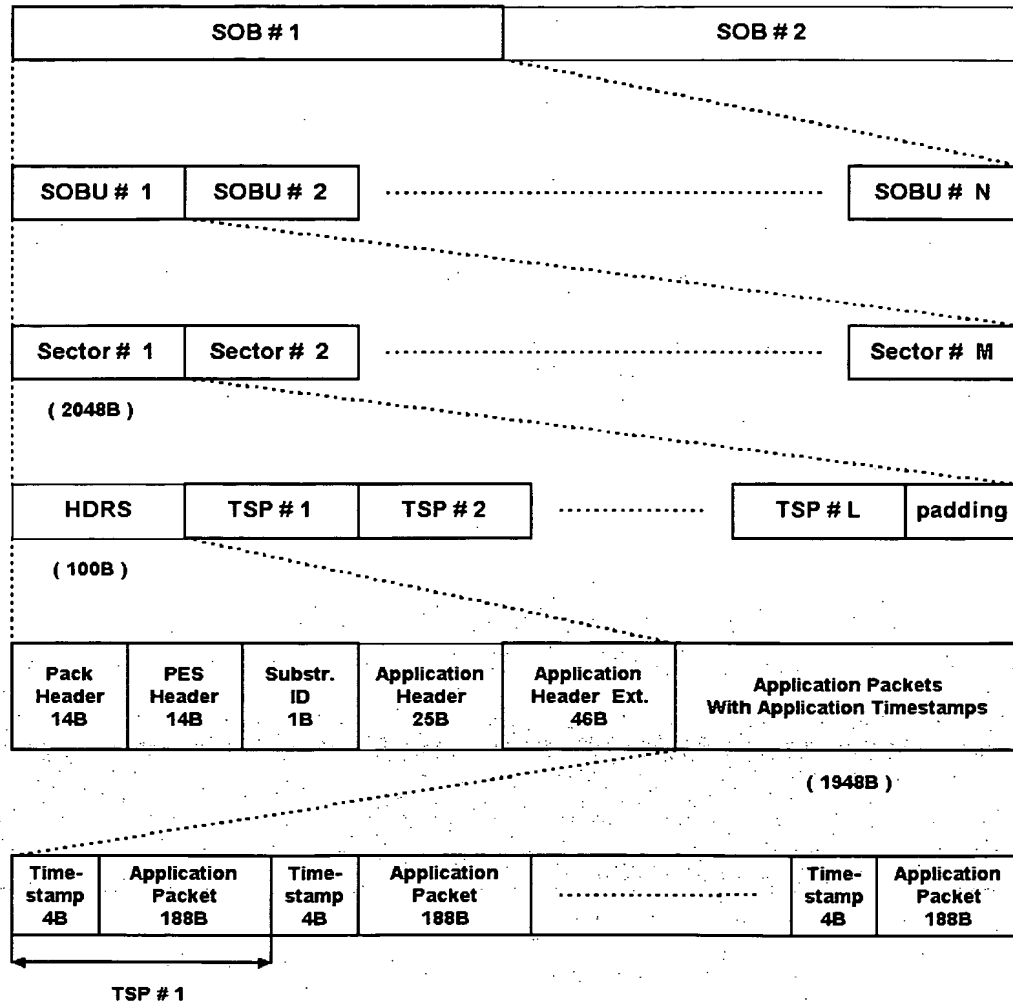 SOB # 1
SOB # 2
SOBU # 1
SOBU # 2
SOBU # N
Sector # 1
Sector # 2
Sector # M
( 2048B )
HDRS
TSP # 1
TSP # 2
TSP # L
padding
( 100B )
Pack
Header
14B
PES
Header
14B
Substr.
ID
1B
Application
Header
25B
Application
Header Ext.
46B
Application Packets
With Application Timestamps
( 1948B )
Time-
stamp
4B
Application
Packet
188B
Time-
stamp
4B
Application
Packet
188B
Time-
stamp
4B
Application
Packet
188B
TSP # 1